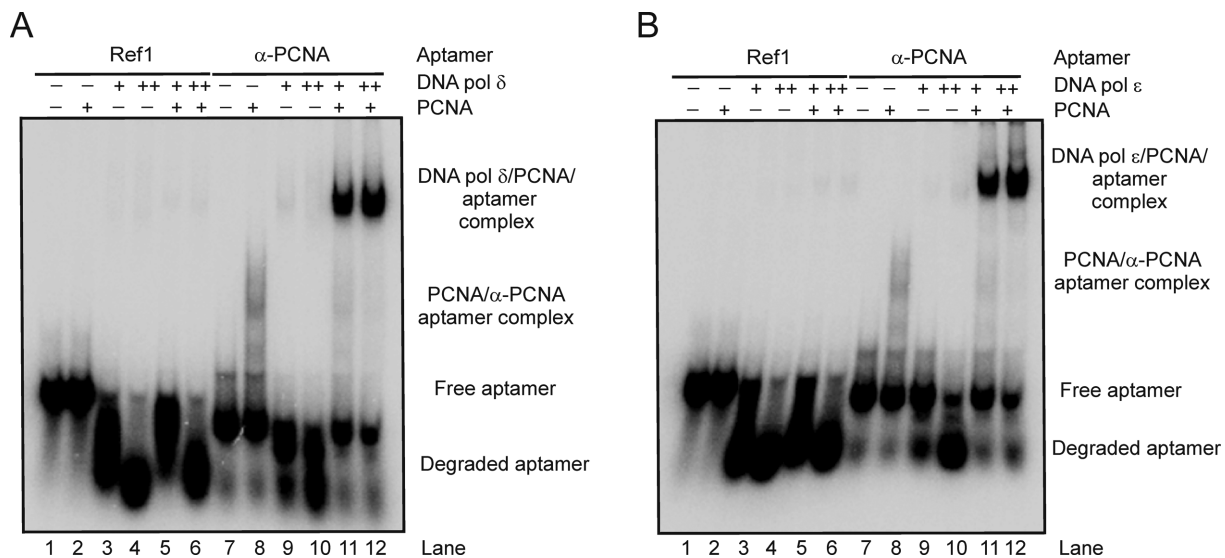 A
Ref1 α-PCNA Aptamer
– – + ++ + ++ – – + ++ + ++ DNA pol δ
– + – – + + – + – – + + PCNA
DNA pol δ/PCNA/
aptamer
complex
PCNA/α-PCNA
aptamer complex
Free aptamer
Degraded aptamer
1 2 3 4 5 6 7 8 9 10 11 12 Lane
B
Ref1 α-PCNA Aptamer
– – + ++ + ++ – – + ++ + ++ DNA pol ε
– + – – + + – + – – + + PCNA
DNA pol ε/PCNA/
aptamer
complex
PCNA/α-PCNA
aptamer complex
Free aptamer
Degraded aptamer
1 2 3 4 5 6 7 8 9 10 11 12 Lane